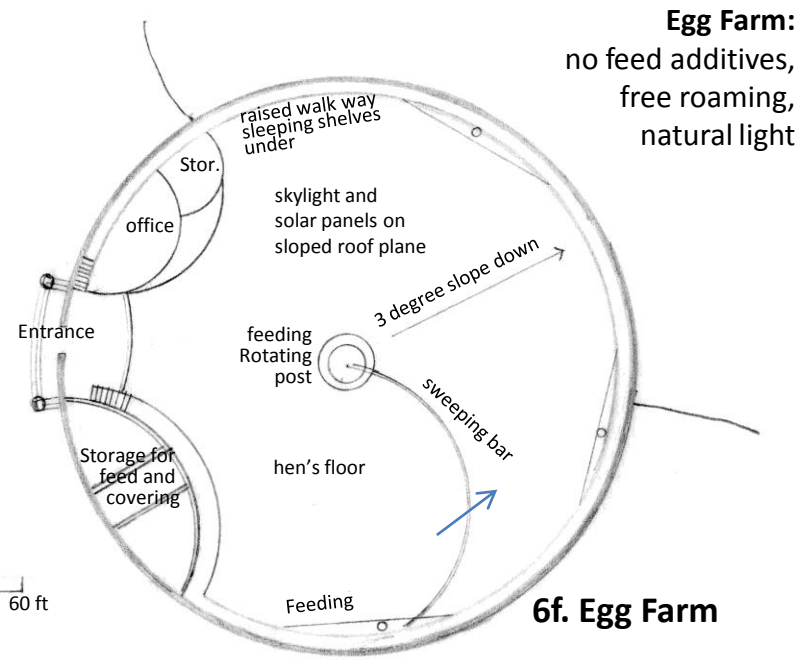 Egg Farm:
no feed additives,
free roaming,
natural light
raised walk way
sleeping shelves
under
Stor.
office
skylight and
solar panels on
sloped roof plane
3 degree slope down
Entrance
feeding
Rotating
post
sweeping bar
Storage for
feed and
covering
hen's floor
Feeding
60 ft
6f. Egg Farm